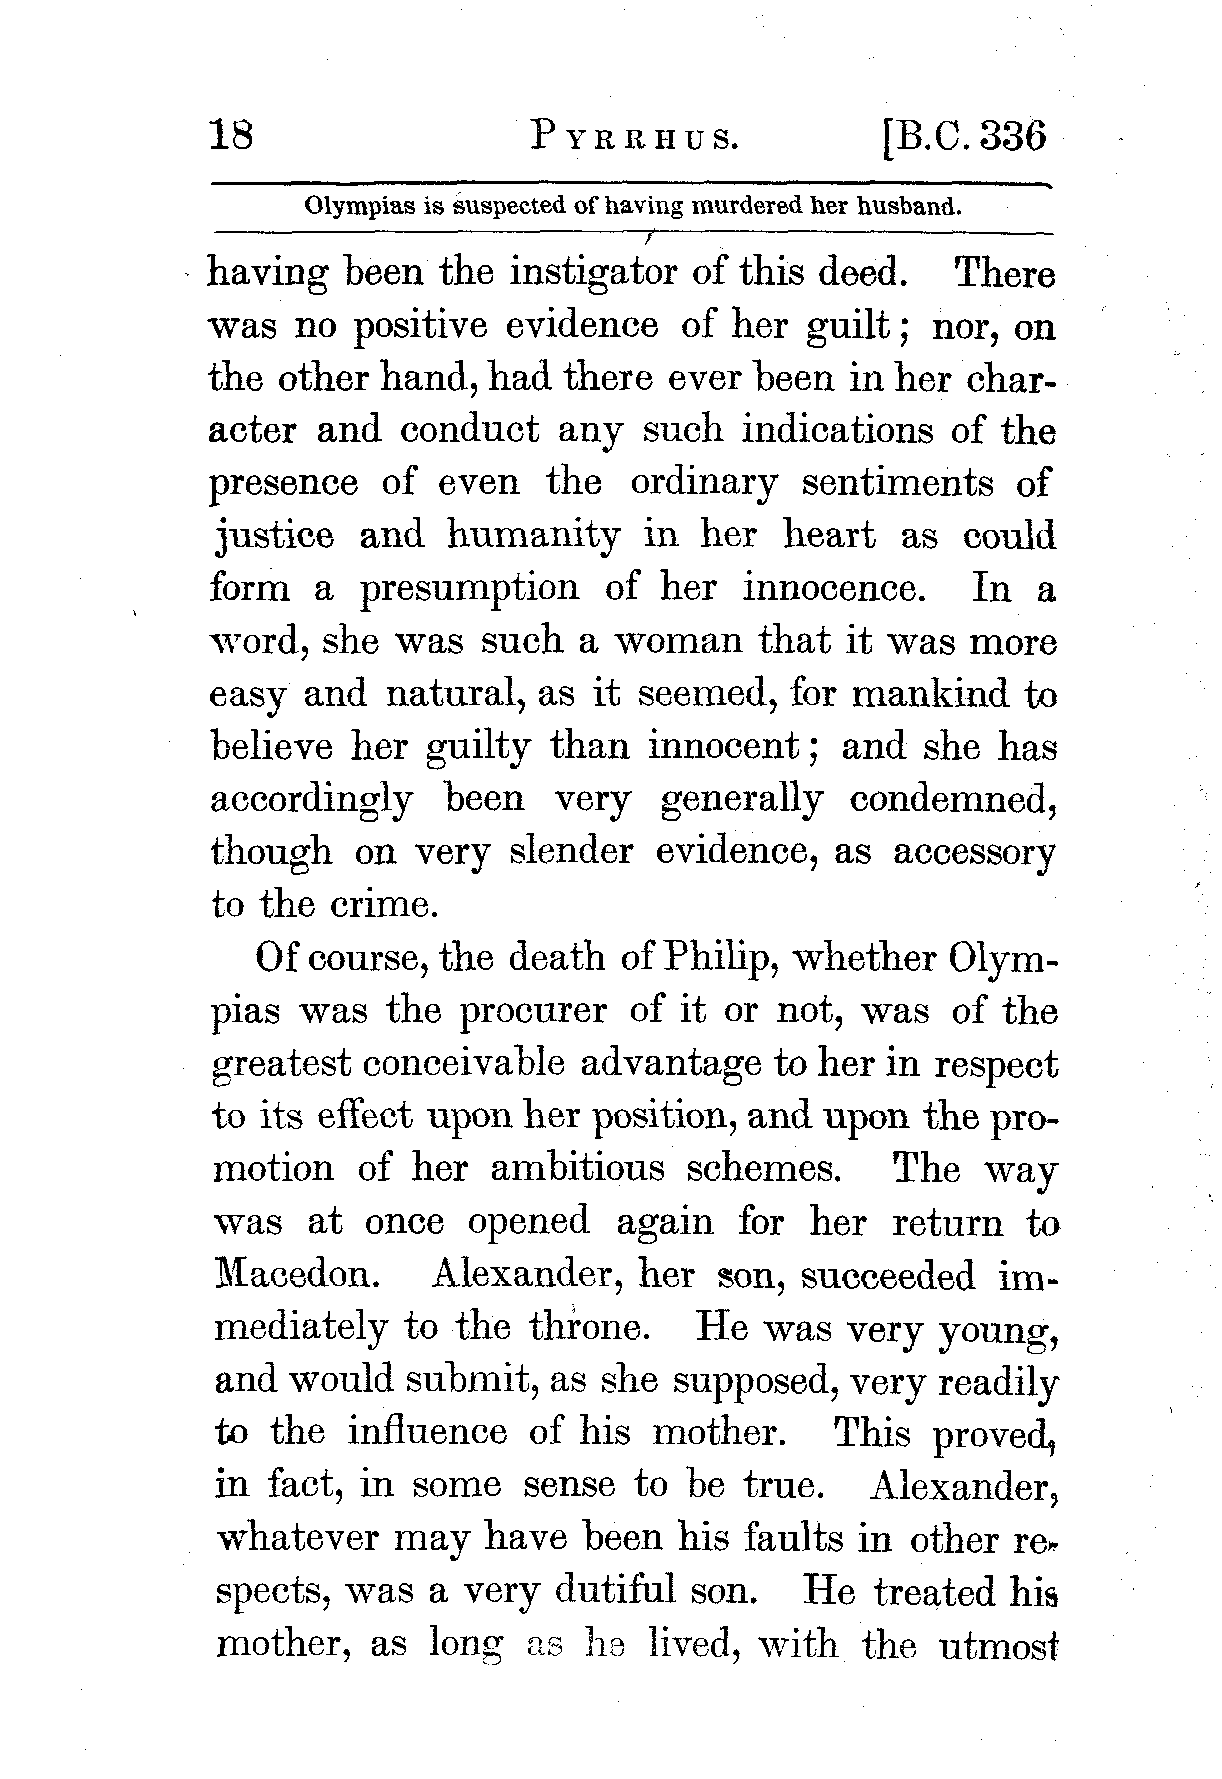 18 PYRRHUS. [B.C. 336
Olympias is suspected of having murdered her husband.
having been the instigator of this deed. There
was no positive evidence of her guilt; nor, on
the other hand, had there ever been in her char-
acter and conduct any such indications of the
presence of even the ordinary sentiments of
justice and humanity in her heart as could
form a presumption of her innocence. In a
word, she was such a woman that it was more
easy and natural, as it seemed, for mankind to
believe her guilty than innocent; and she has
accordingly been very generally condemned,
though on very slender evidence, as accessory
to the crime.
Of course, the death of Philip, whether Olym-
pias was the procurer of it or not, was of the
greatest conceivable advantage to her in respect
to its effect upon her position, and upon the pro-
motion of her ambitious schemes. The way
was at once opened again for her return to
Macedon. Alexander, her son, succeeded im-
mediately to the throne. He was very young,
and would submit, as she supposed, very readily
to the influence of his mother. This proved,
in fact, in some sense to be true. Alexander,
whatever may have been his faults in other re-
spects, was a very dutiful son. He treated his
mother, as long as he lived, with the utmost